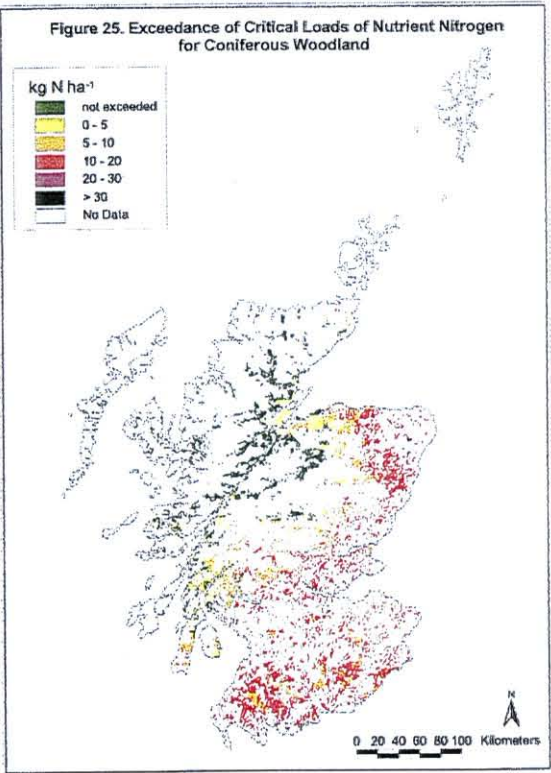 Figure 25. Exceedance of Critical Loads of Nutrient Nitrogen
for Coniferous Woodland
kg N ha-1
not exceeded
0 - 5
5 - 10
10 - 20
20 - 30
> 30
No Data
N
0 20 40 60 80 100 Kilometers